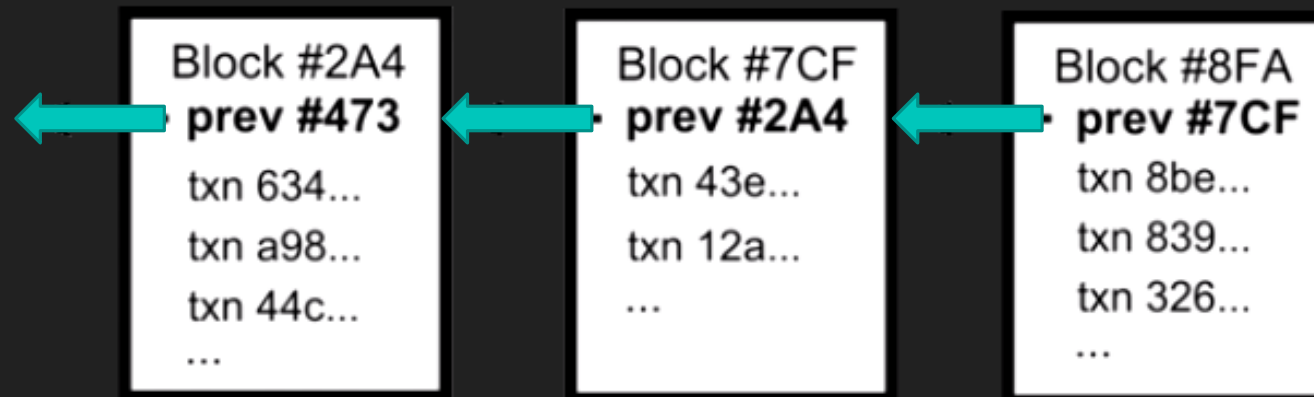 Block #2A4
prev #473
txn 634...
txn a98...
txn 44c...
...
Block #7CF
prev #2A4
txn 43e...
txn 12a...
...
Block #8FA
prev #7CF
txn 8be...
txn 839...
txn 326...
...